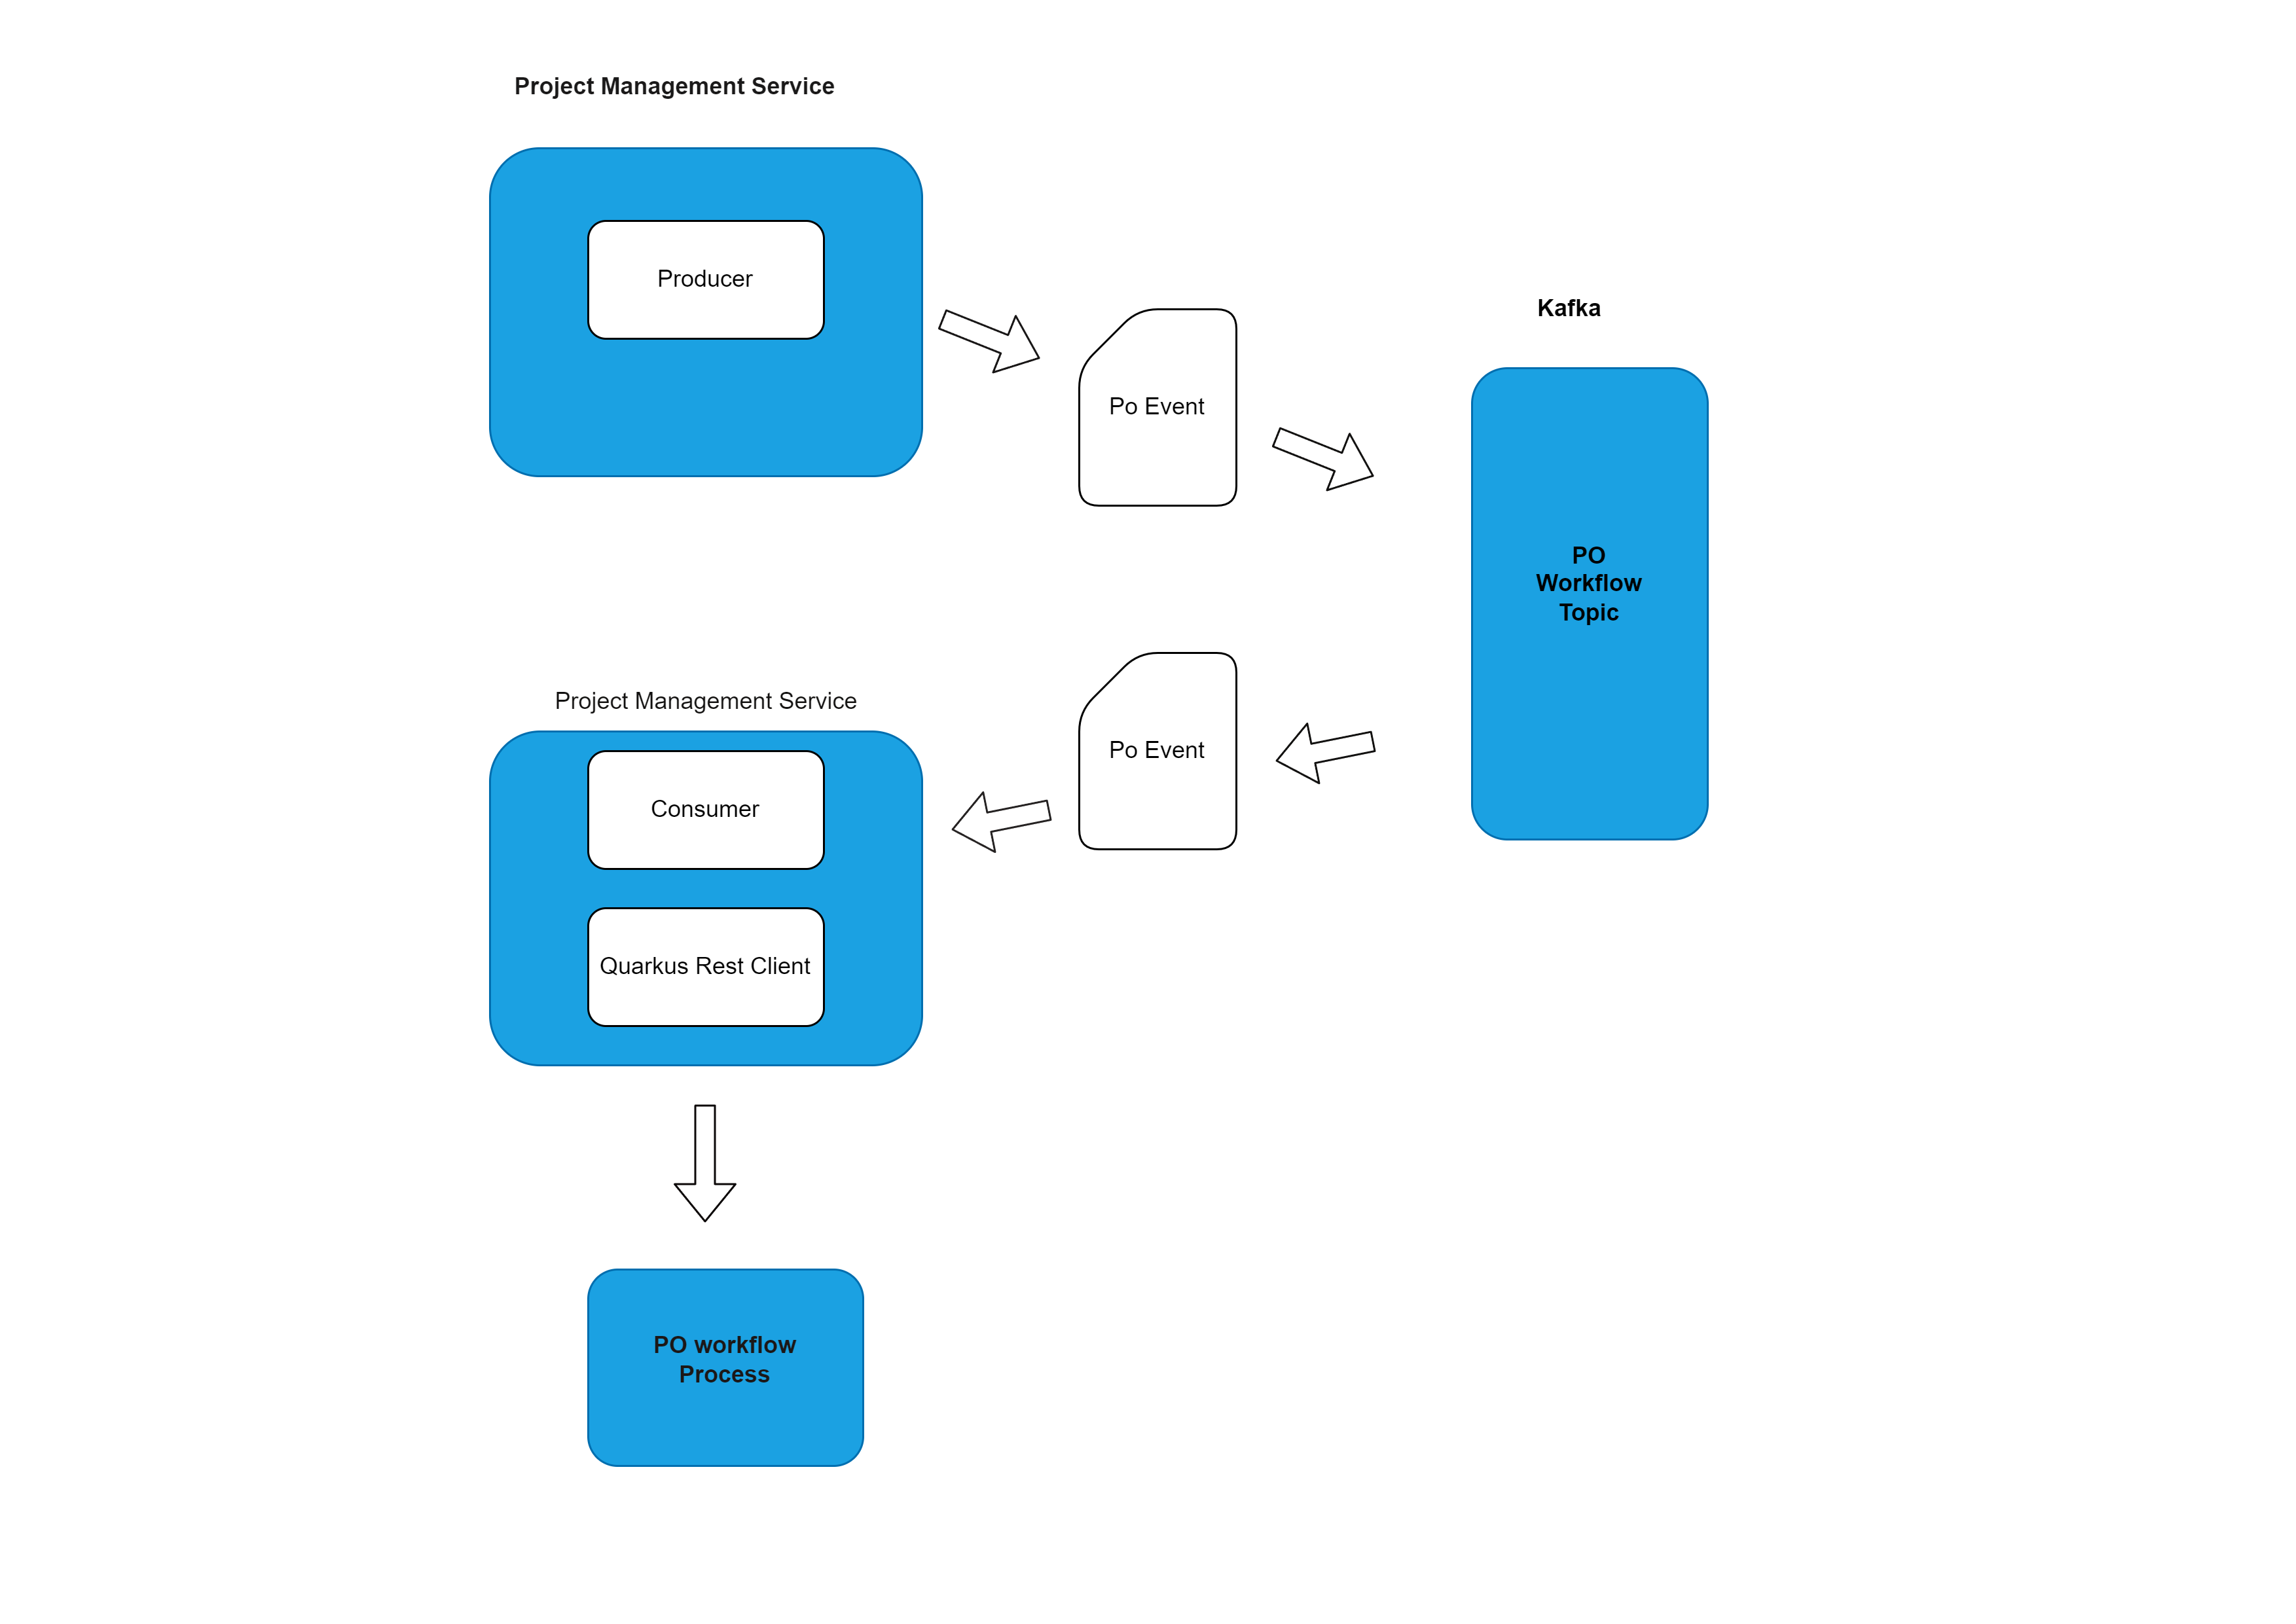 Project Management Service
Producer
Po Event
Kafka
PO
Workflow
Topic
Po Event
Project Management Service
Consumer
Quarkus Rest Client
PO workflow
Process